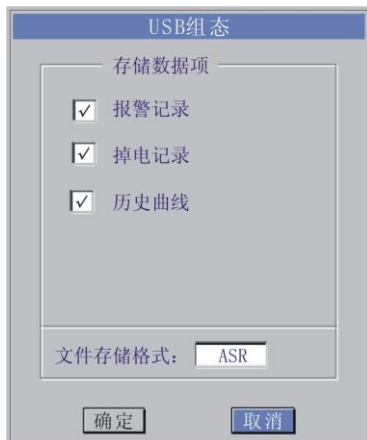 USB组态
存储数据项
报警记录
掉电记录
历史曲线
文件存储格式： ASR
确定 取消